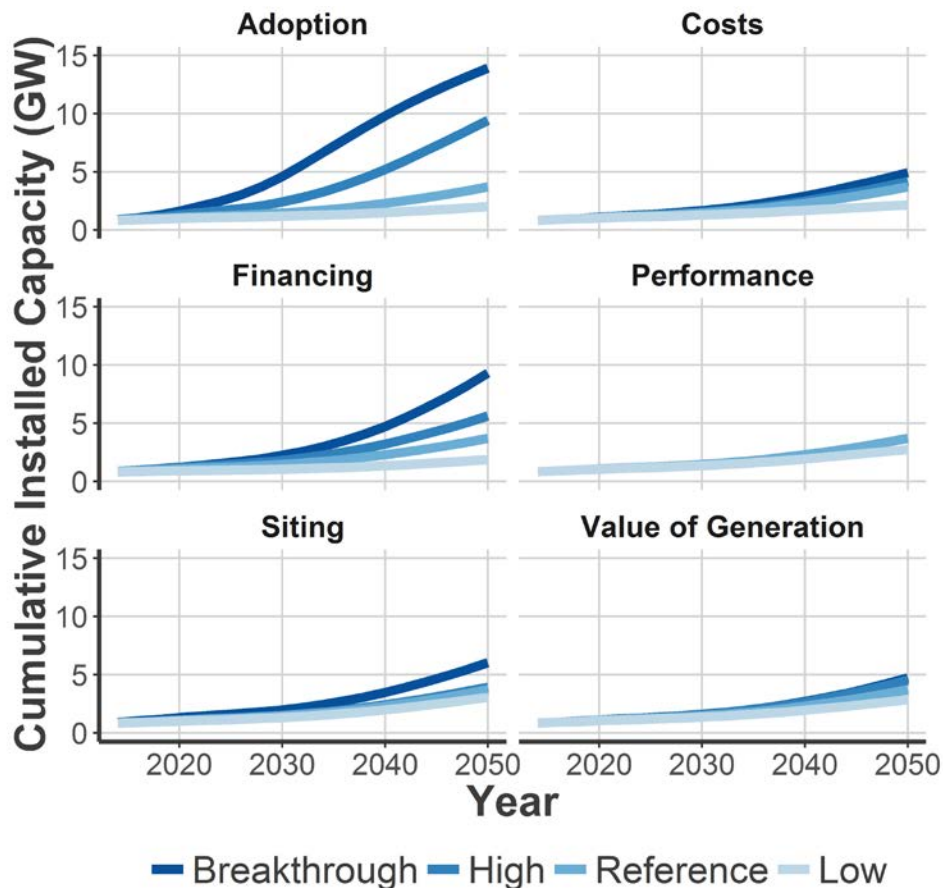 Adoption
Costs
Cumulative Installed Capacity (GW)
15
10
5
0
Financing
Performance
15
10
5
0
Siting
Value of Generation
15
10
5
0
2020 2030 2040 2050 2020 2030 2040 2050
Year
Breakthrough High Reference Low